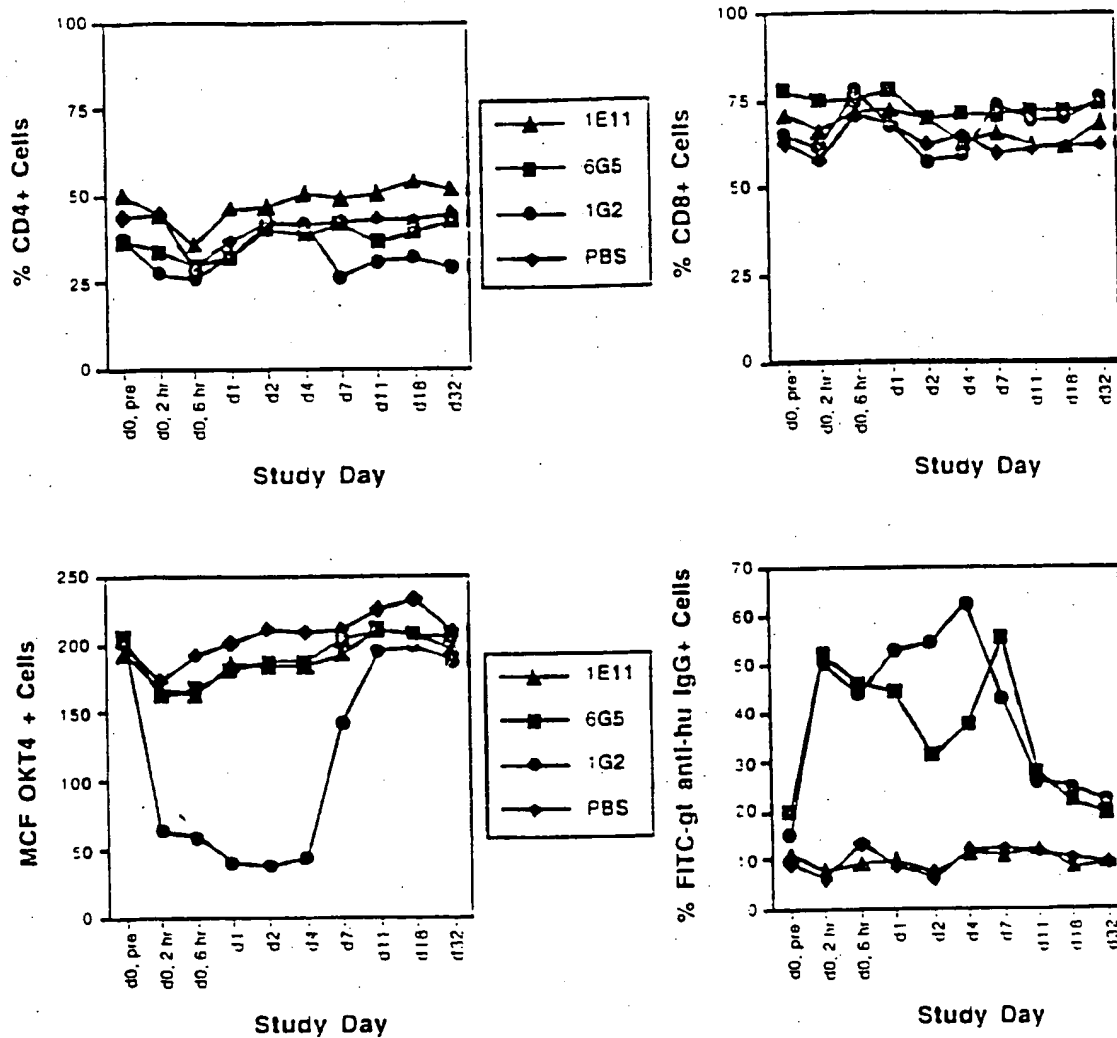 % CD4+ Cells
100
75
50
25
0
d0, pre
d0, 2 hr
d0, 6 hr
d1
d2
d4
d7
d11
d18
d32
Study Day
1E11
6G5
1G2
PBS
% CD8+ Cells
100
75
50
25
0
d0, pre
d0, 2 hr
d0, 6 hr
d1
d2
d4
d7
d11
d18
d32
Study Day
MCF OKT4 + Cells
250
200
150
100
50
0
d0, pre
d0, 2 hr
d0, 6 hr
d1
d2
d4
d7
d11
d18
d32
Study Day
1E11
6G5
1G2
PBS
% FITC-gt anti-hu IgG+ Cells
70
60
50
40
30
20
10
0
d0, pre
d0, 2 hr
d0, 6 hr
d1
d2
d4
d7
d11
d18
d32
Study Day